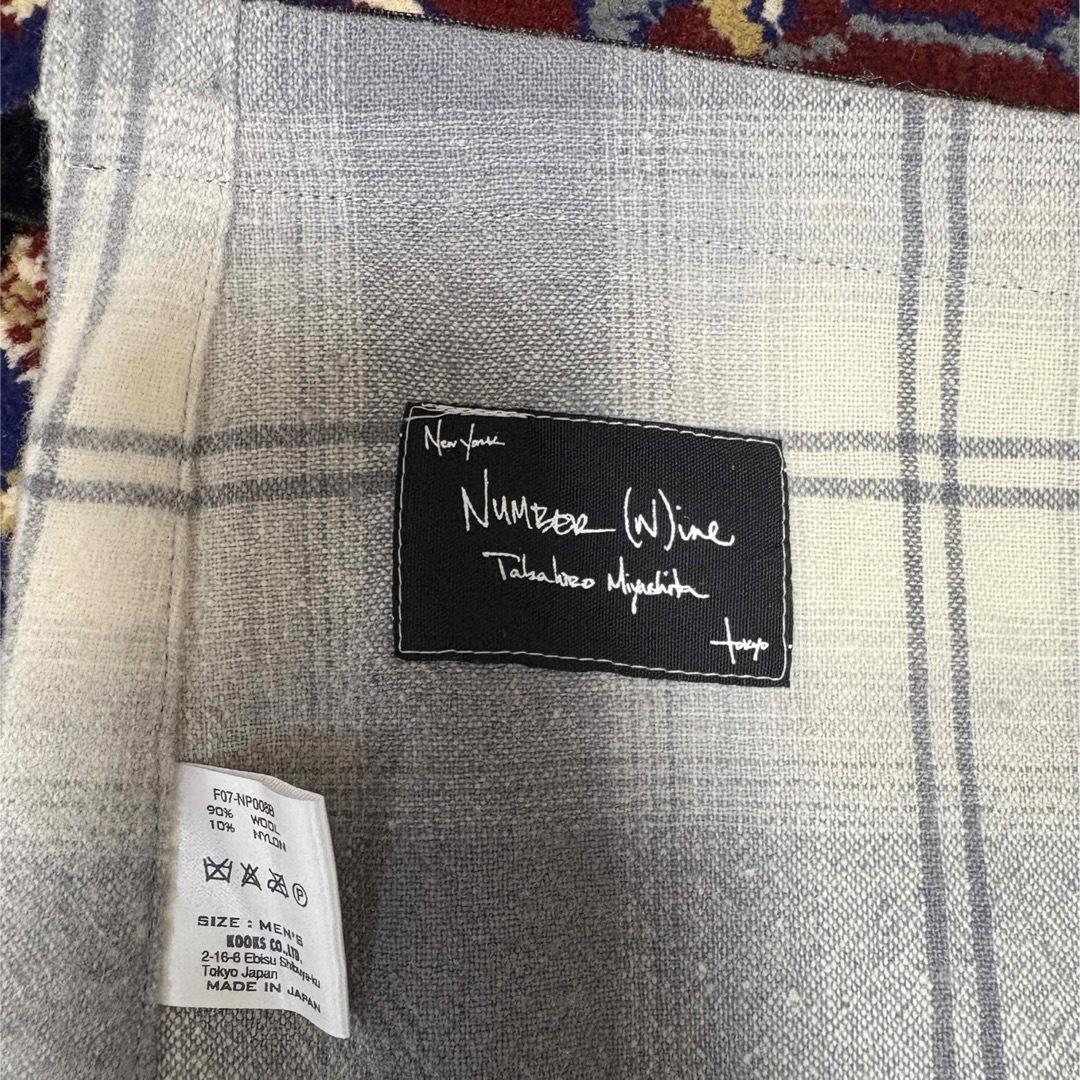 New York
NUMBER (N)ine
Takahiro Miyashita
tokyo
F07-NP008B
90% WOOL
10% NYLON
P
SIZE : MEN'S
KOOKS CO.,LTD.
2-16-6 Ebisu Shibuya-ku
Tokyo Japan
MADE IN JAPAN